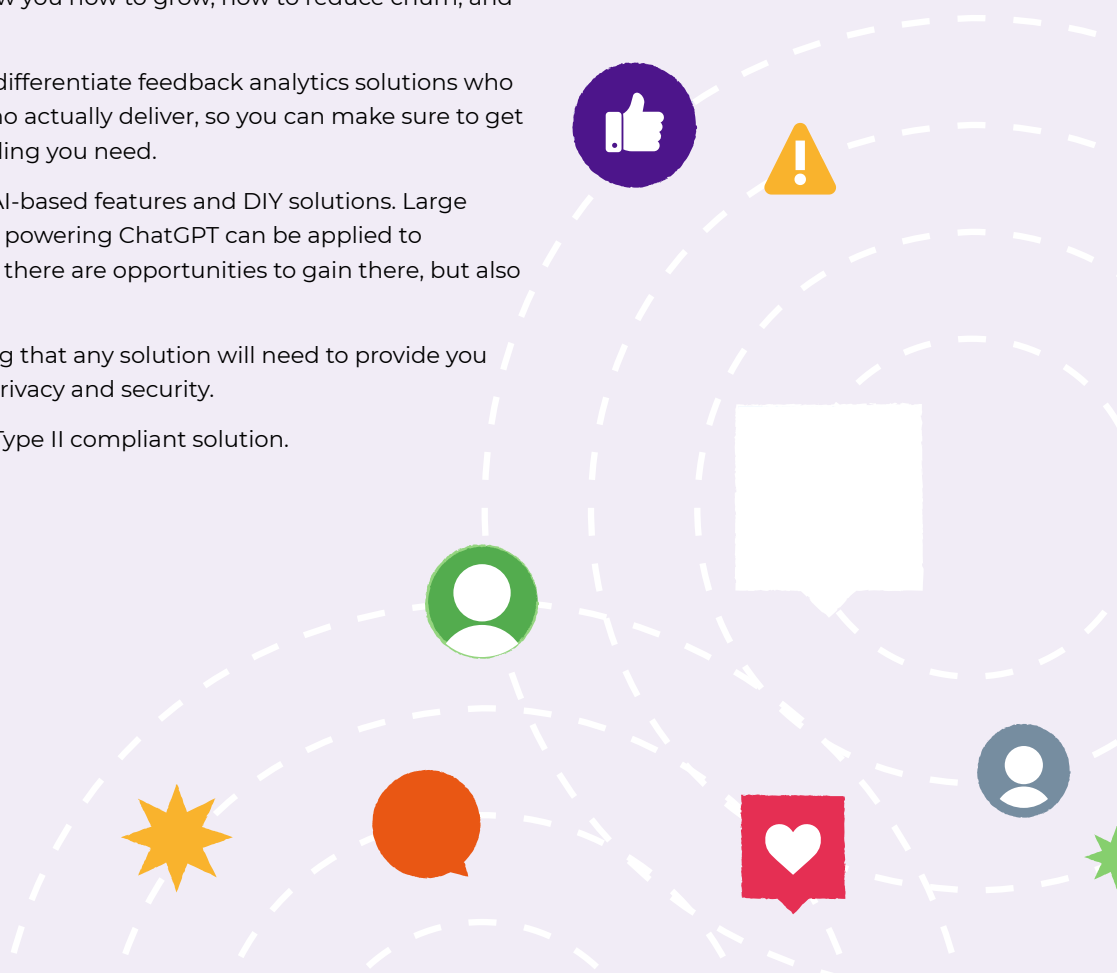 you how to grow, how to reduce churn, and
differentiate feedback analytics solutions who
actually deliver, so you can make sure to get
you need.
AI-based features and DIY solutions. Large
powering ChatGPT can be applied to
there are opportunities to gain there, but also
that any solution will need to provide you
privacy and security.
Type II compliant solution.